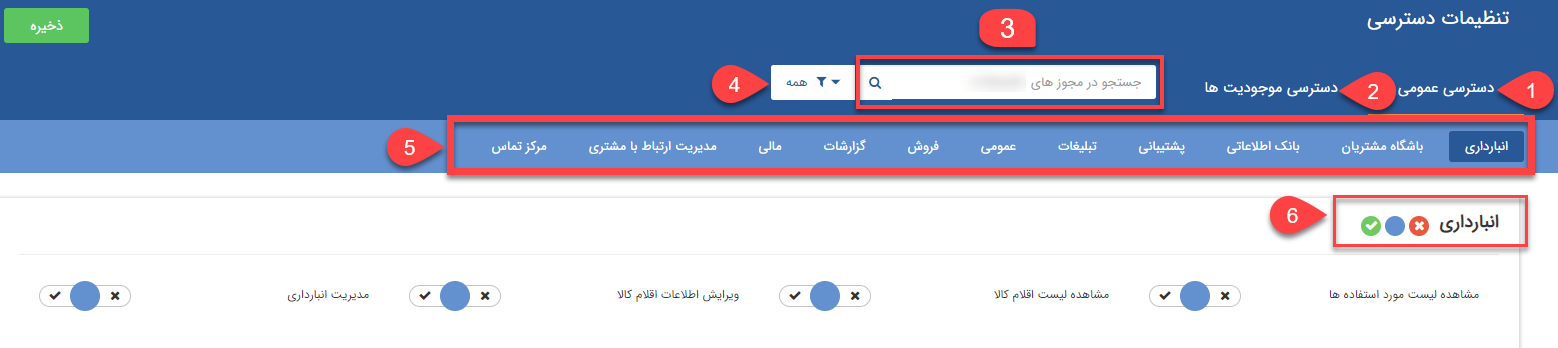 تنظیمات دسترسی
ذخیره
3
1
دسترسی عمومی
2
دسترسی موجودیت ها
جستجو در مجوز های
همه
4
انبارداری
باشگاه مشتریان
بانک اطلاعاتی
پشتیبانی
تبلیغات
عمومی
فروش
گزارشات
مالی
مدیریت ارتباط با مشتری
مرکز تماس
5
انبارداری
6
مشاهده لیست مورد استفاده ها
مشاهده لیست اقلام کالا
ویرایش اطلاعات اقلام کالا
مدیریت انبارداری